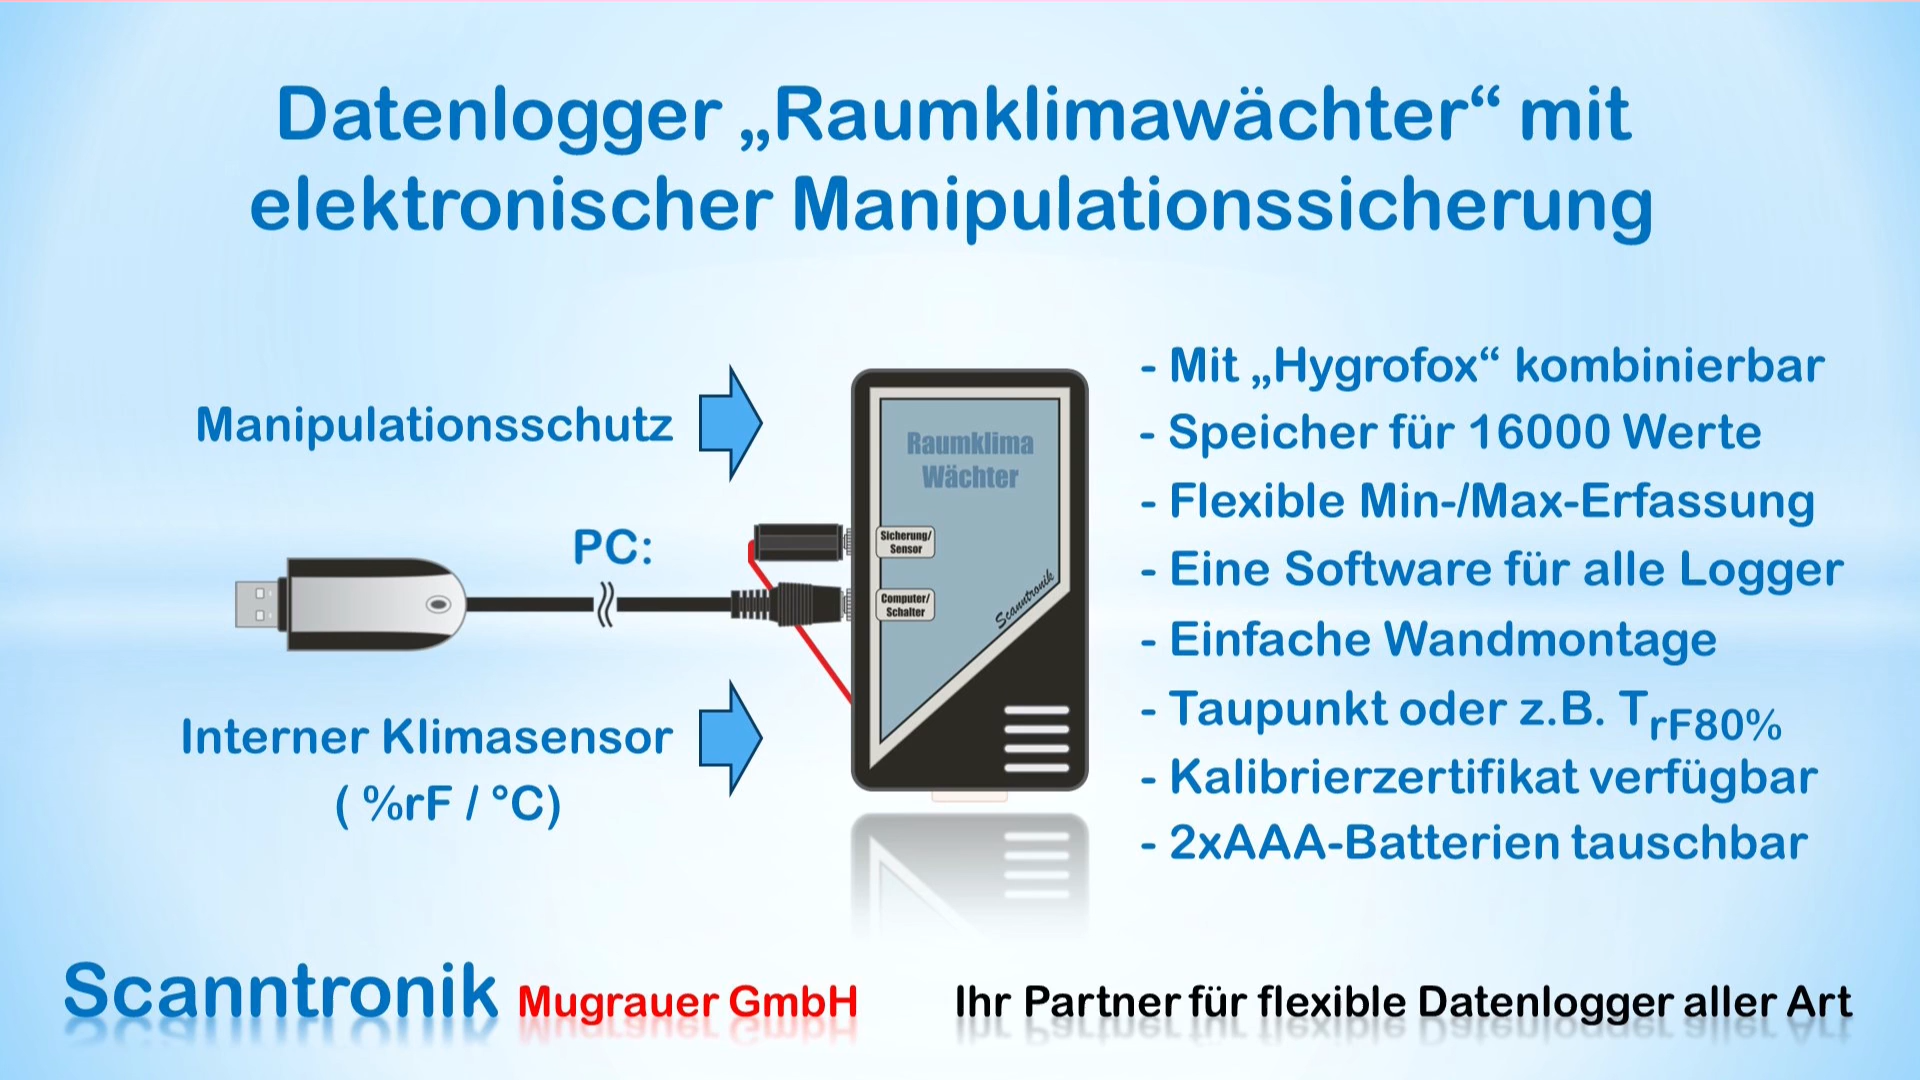 Datenlogger „Raumklimawächter“ mit
elektronischer Manipulationssicherung
Manipulationsschutz
PC:
Interner Klimasensor
( %rF / °C)
Raumklima
Wächter
Sicherung/
Sensor
Computer/
Schalter
Scanntronik
- Mit „Hygrofox“ kombinierbar
- Speicher für 16000 Werte
- Flexible Min-/Max-Erfassung
- Eine Software für alle Logger
- Einfache Wandmontage
- Taupunkt oder z.B. TrF80%
- Kalibrierzertifikat verfügbar
- 2xAAA-Batterien tauschbar
Scanntronik Mugrauer GmbH
Ihr Partner für flexible Datenlogger aller Art